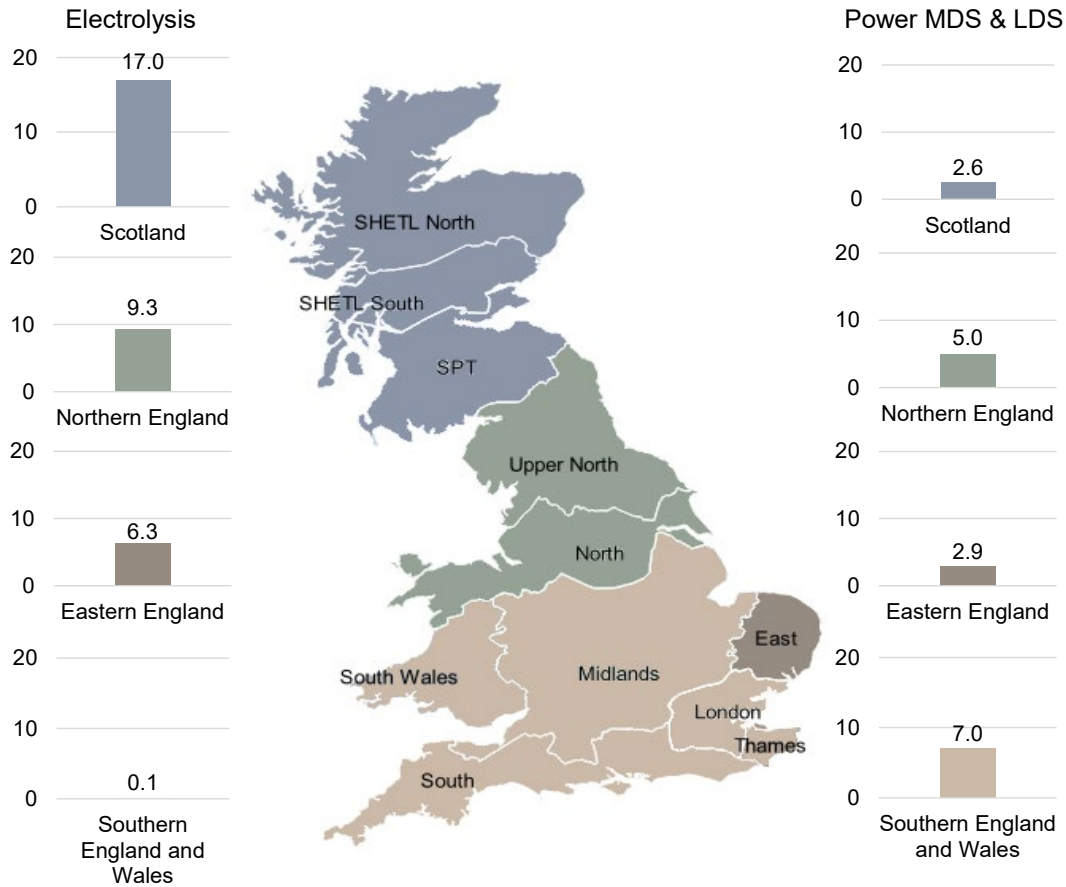 Electrolysis
20
17.0
10
0
Scotland
20
9.3
10
0
Northern England
20
10
6.3
0
Eastern England
20
10
0.1
0
Southern
England and
Wales
SHETL North
SHETL South
SPT
Upper North
North
East
South Wales
Midlands
London
Thames
South
Power MDS & LDS
20
10
2.6
0
Scotland
20
10
5.0
0
Northern England
20
10
2.9
0
Eastern England
20
10
7.0
0
Southern England
and Wales